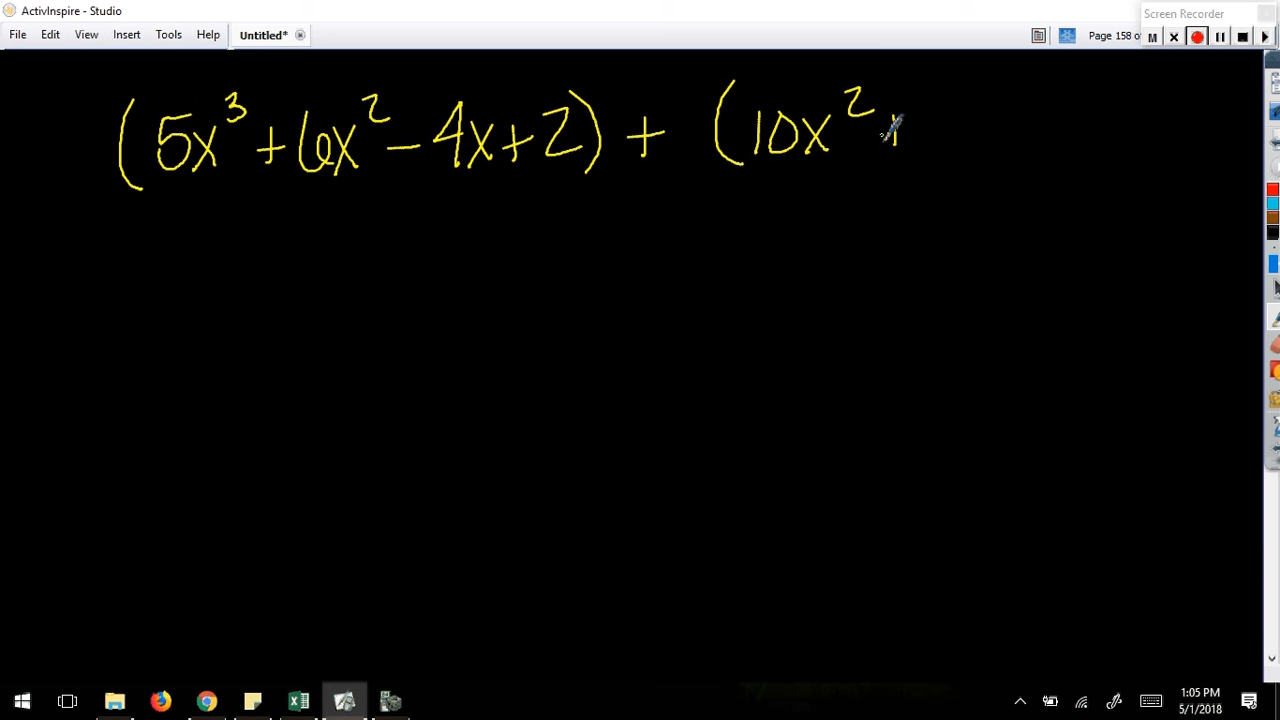 ActivInspire - Studio
Screen Recorder
File Edit View Insert Tools Help Untitled* Page 158 of
M
(5x³ + 6x² - 4x + 2) + (10x²
1:05 PM
5/1/2018